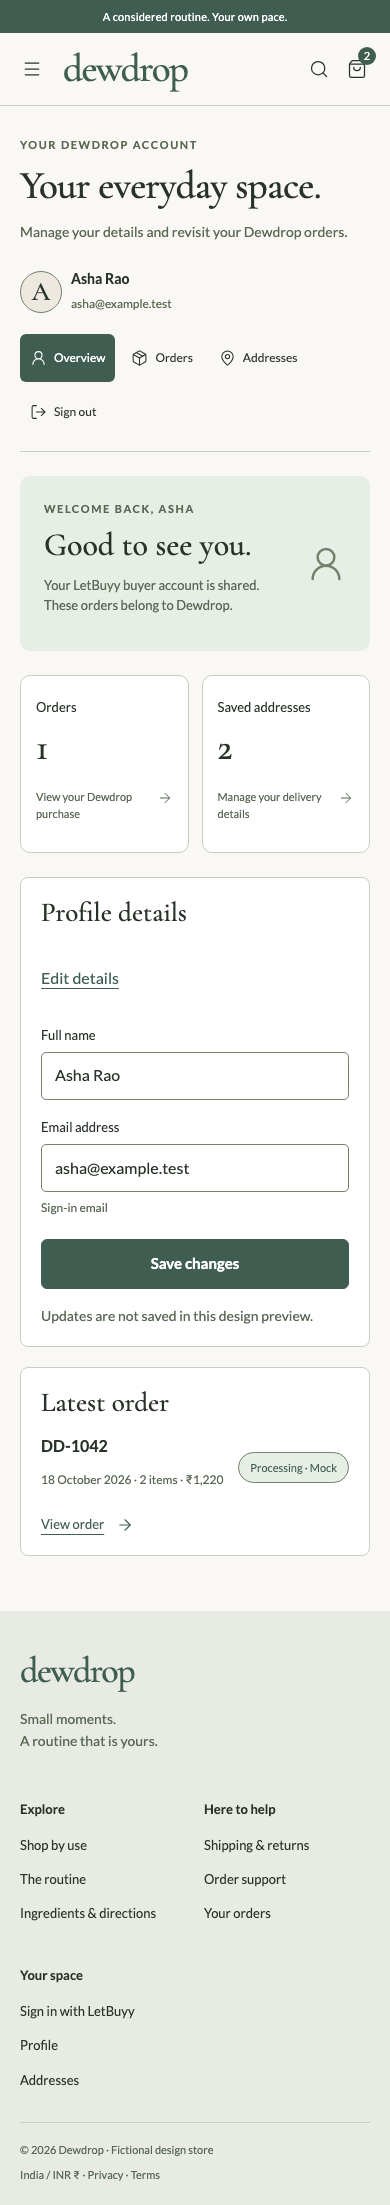 A considered routine. Your own pace.
dewdrop
2
YOUR DEWDROP ACCOUNT
Your everyday space.
Manage your details and revisit your Dewdrop orders.
A
Asha Rao
asha@example.test
Overview
Orders
Addresses
Sign out
WELCOME BACK, ASHA
Good to see you.
Your LetBuyy buyer account is shared.
These orders belong to Dewdrop.
Orders
1
View your Dewdrop
purchase
Saved addresses
2
Manage your delivery
details
Profile details
Edit details
Full name
Asha Rao
Email address
asha@example.test
Sign-in email
Save changes
Updates are not saved in this design preview.
Latest order
DD-1042
18 October 2026 · 2 items · ₹1,220
Processing · Mock
View order
dewdrop
Small moments.
A routine that is yours.
Explore
Shop by use
The routine
Ingredients & directions
Here to help
Shipping & returns
Order support
Your orders
Your space
Sign in with LetBuyy
Profile
Addresses
© 2026 Dewdrop · Fictional design store
India / INR ₹ · Privacy · Terms